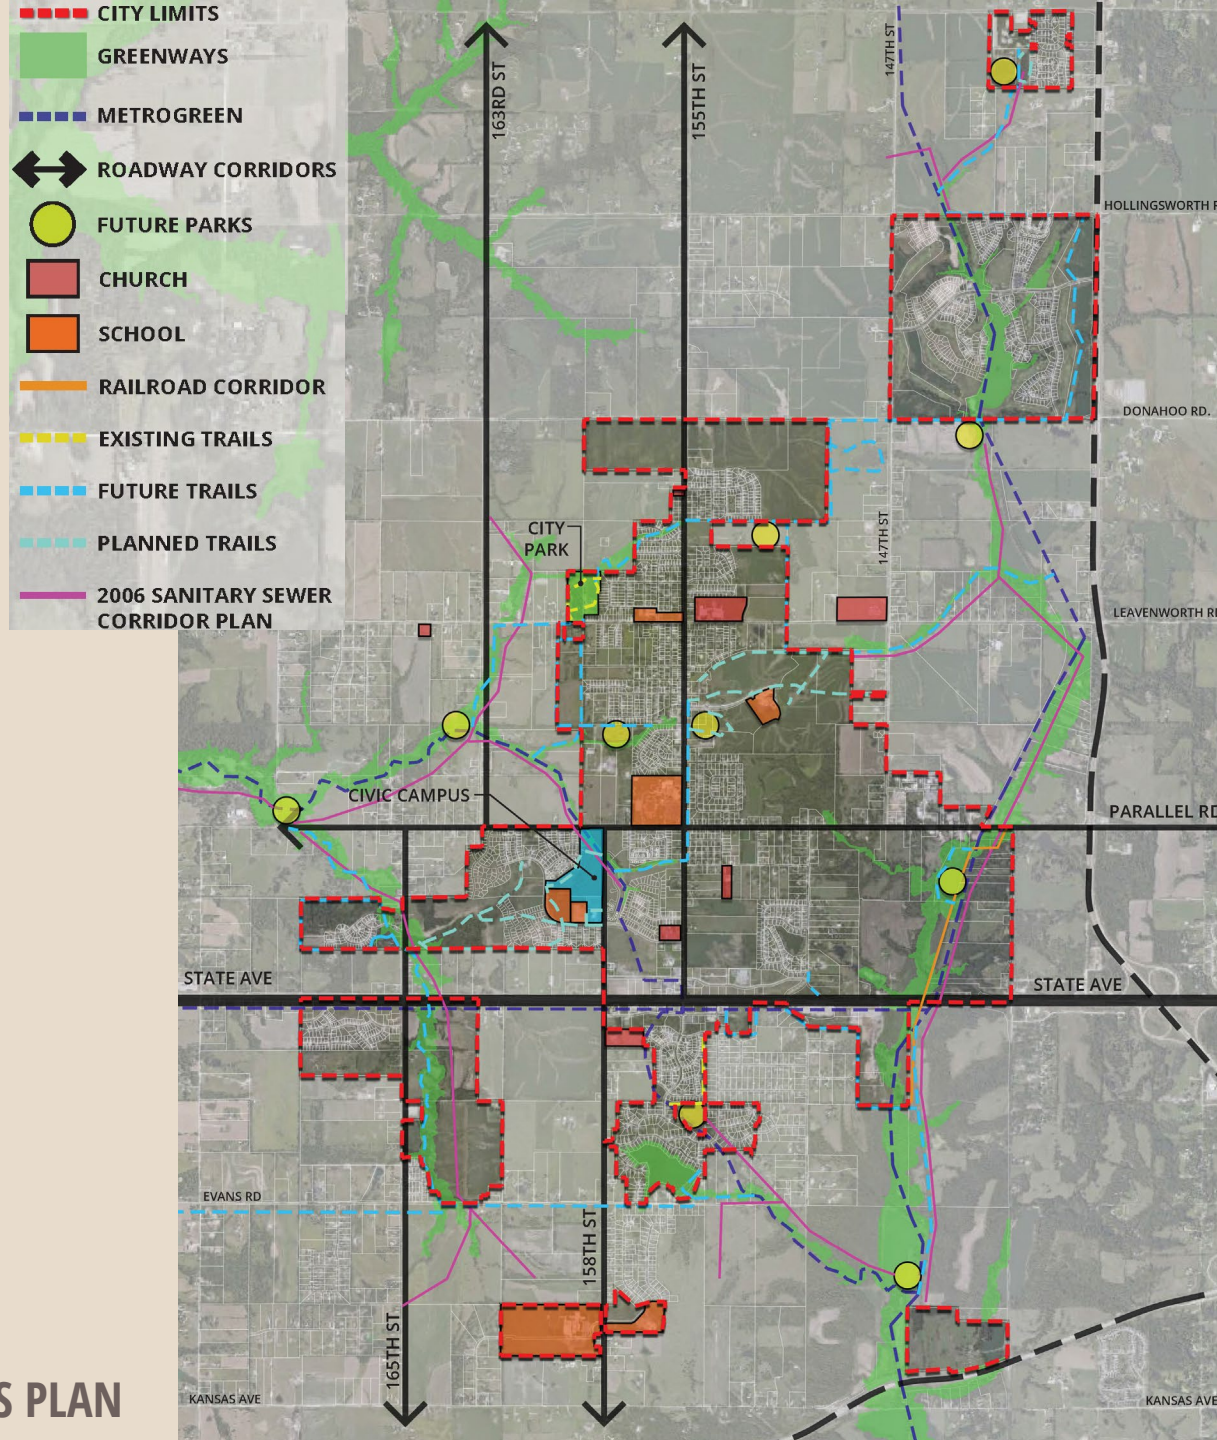 CITY LIMITS
GREENWAYS
METROGREEN
ROADWAY CORRIDORS
FUTURE PARKS
CHURCH
SCHOOL
RAILROAD CORRIDOR
EXISTING TRAILS
FUTURE TRAILS
PLANNED TRAILS
2006 SANITARY SEWER
CORRIDOR PLAN
163RD ST
155TH ST
147TH ST
HOLLINGSWORTH R
DONAHOO RD.
CITY
PARK
147TH ST
LEAVENWORTH RD
CIVIC CAMPUS
PARALLEL RD
STATE AVE
STATE AVE
EVANS RD
158TH ST
165TH ST
KANSAS AVE
KANSAS AVE
S PLAN